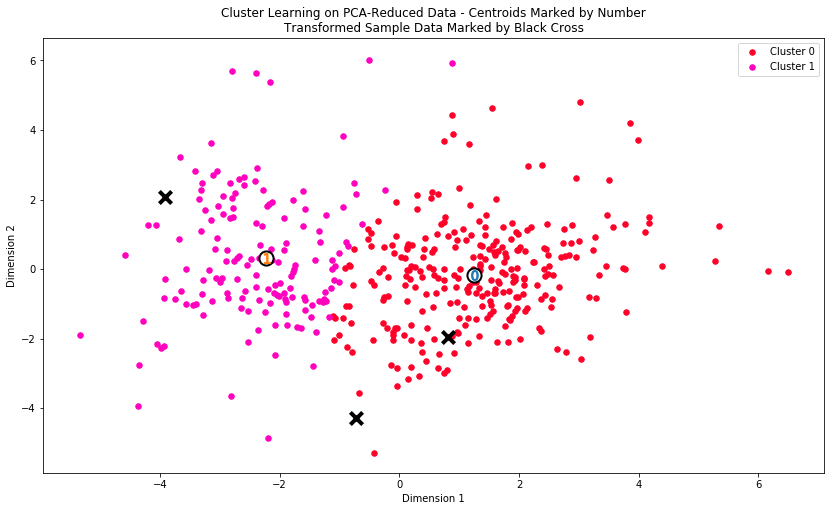 Cluster Learning on PCA-Reduced Data - Centroids Marked by Number
Transformed Sample Data Marked by Black Cross
Cluster 0
Cluster 1
6
4
2
0
−2
−4
Dimension 2
1
0
−4
−2
0
2
4
6
Dimension 1